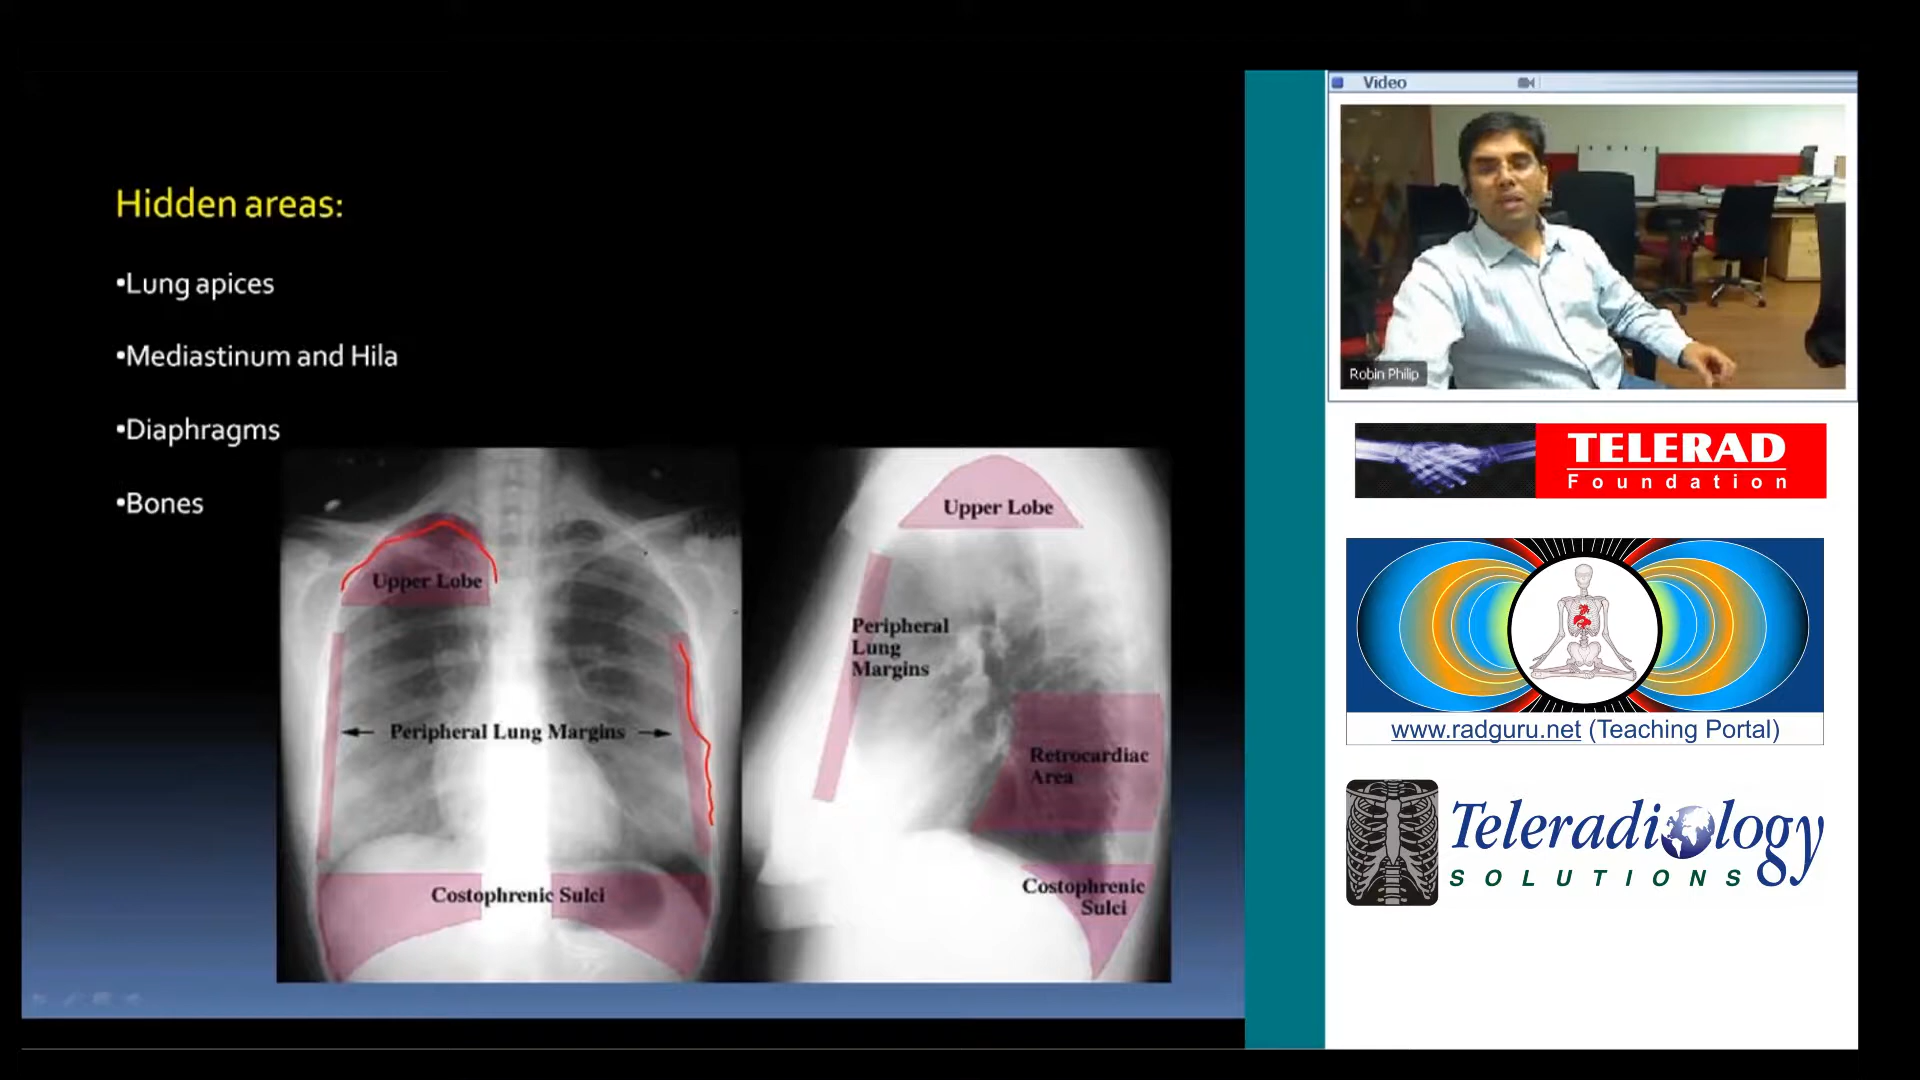 Hidden areas:
•Lung apices
•Mediastinum and Hila
•Diaphragms
•Bones
Upper Lobe
Peripheral Lung Margins
Costophrenic Sulci
Upper Lobe
Peripheral
Lung
Margins
Retrocardiac
Area
Costophrenic
Sulci
Video
Robin Philip
TELERAD
Foundation
www.radguru.net (Teaching Portal)
Teleradiology
SOLUTIONS